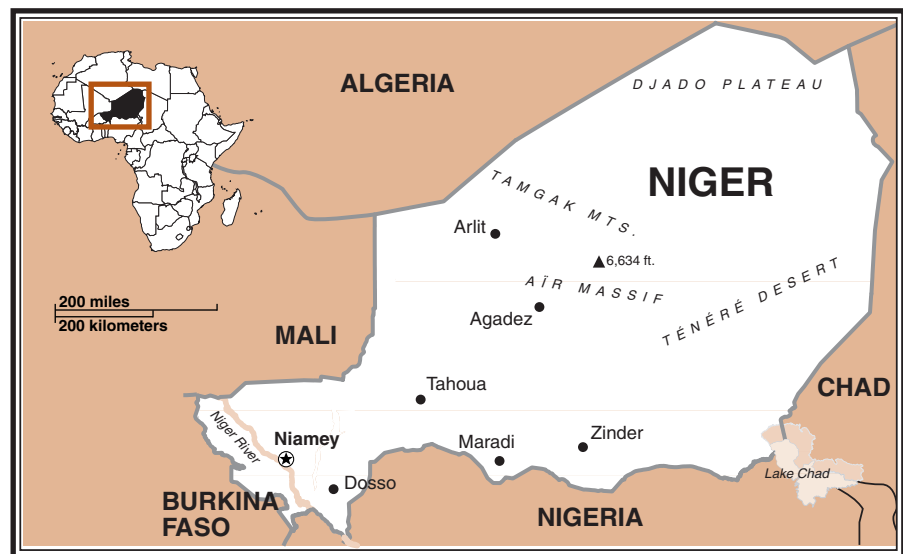 ALGERIA
DJADO PLATEAU
NIGER
TAMGAK MTS.
Arlit
6,634 ft.
AÏR MASSIF
TÉNÉRÉ DESERT
200 miles
200 kilometers
Agadez
MALI
CHAD
Tahoua
Niger River
Niamey
Maradi
Zinder
Lake Chad
Dosso
BURKINA
FASO
NIGERIA